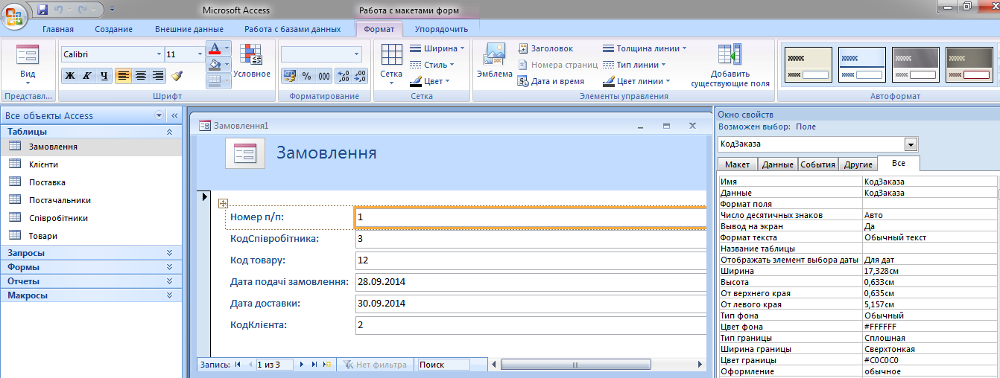 Microsoft Access Работа с макетами форм
Главная Создание Внешние данные Работа с базами данных Формат Упорядочить
Вид
Представл...
Calibri 11
Ж К Ч
Условное
Шрифт
% 000 ,00 ,0
Форматирование
Сетка
Ширина
Стиль
Цвет
Сетка
Эмблема
Заголовок
Номера страниц
Дата и время
Толщина линии
Тип линии
Цвет линии
Добавить
существующие поля
Элементы управления
Автоформат
Все объекты Access
Таблицы
Замовлення
Клієнти
Поставка
Постачальники
Співробітники
Товари
Запросы
Формы
Отчеты
Макросы
Замовлення1
Замовлення
Номер п/п: 1
КодСпівробітника: 3
Код товару: 12
Дата подачі замовлення: 28.09.2014
Дата доставки: 30.09.2014
КодКлієнта: 2
Запись: 1 из 3 Нет фильтра Поиск
Окно свойств
Возможен выбор: Поле
КодЗаказа
Макет Данные События Другие Все
Имя КодЗаказа
Данные КодЗаказа
Формат поля
Число десятичных знаков Авто
Вывод на экран Да
Формат текста Обычный текст
Название таблицы
Отображать элемент выбора даты Для дат
Ширина 17,328см
Высота 0,633см
От верхнего края 0,635см
От левого края 5,157см
Тип фона Обычный
Цвет фона #FFFFFF
Тип границы Сплошная
Ширина границы Сверхтонкая
Цвет границы #C0C0C0
Оформление обычное